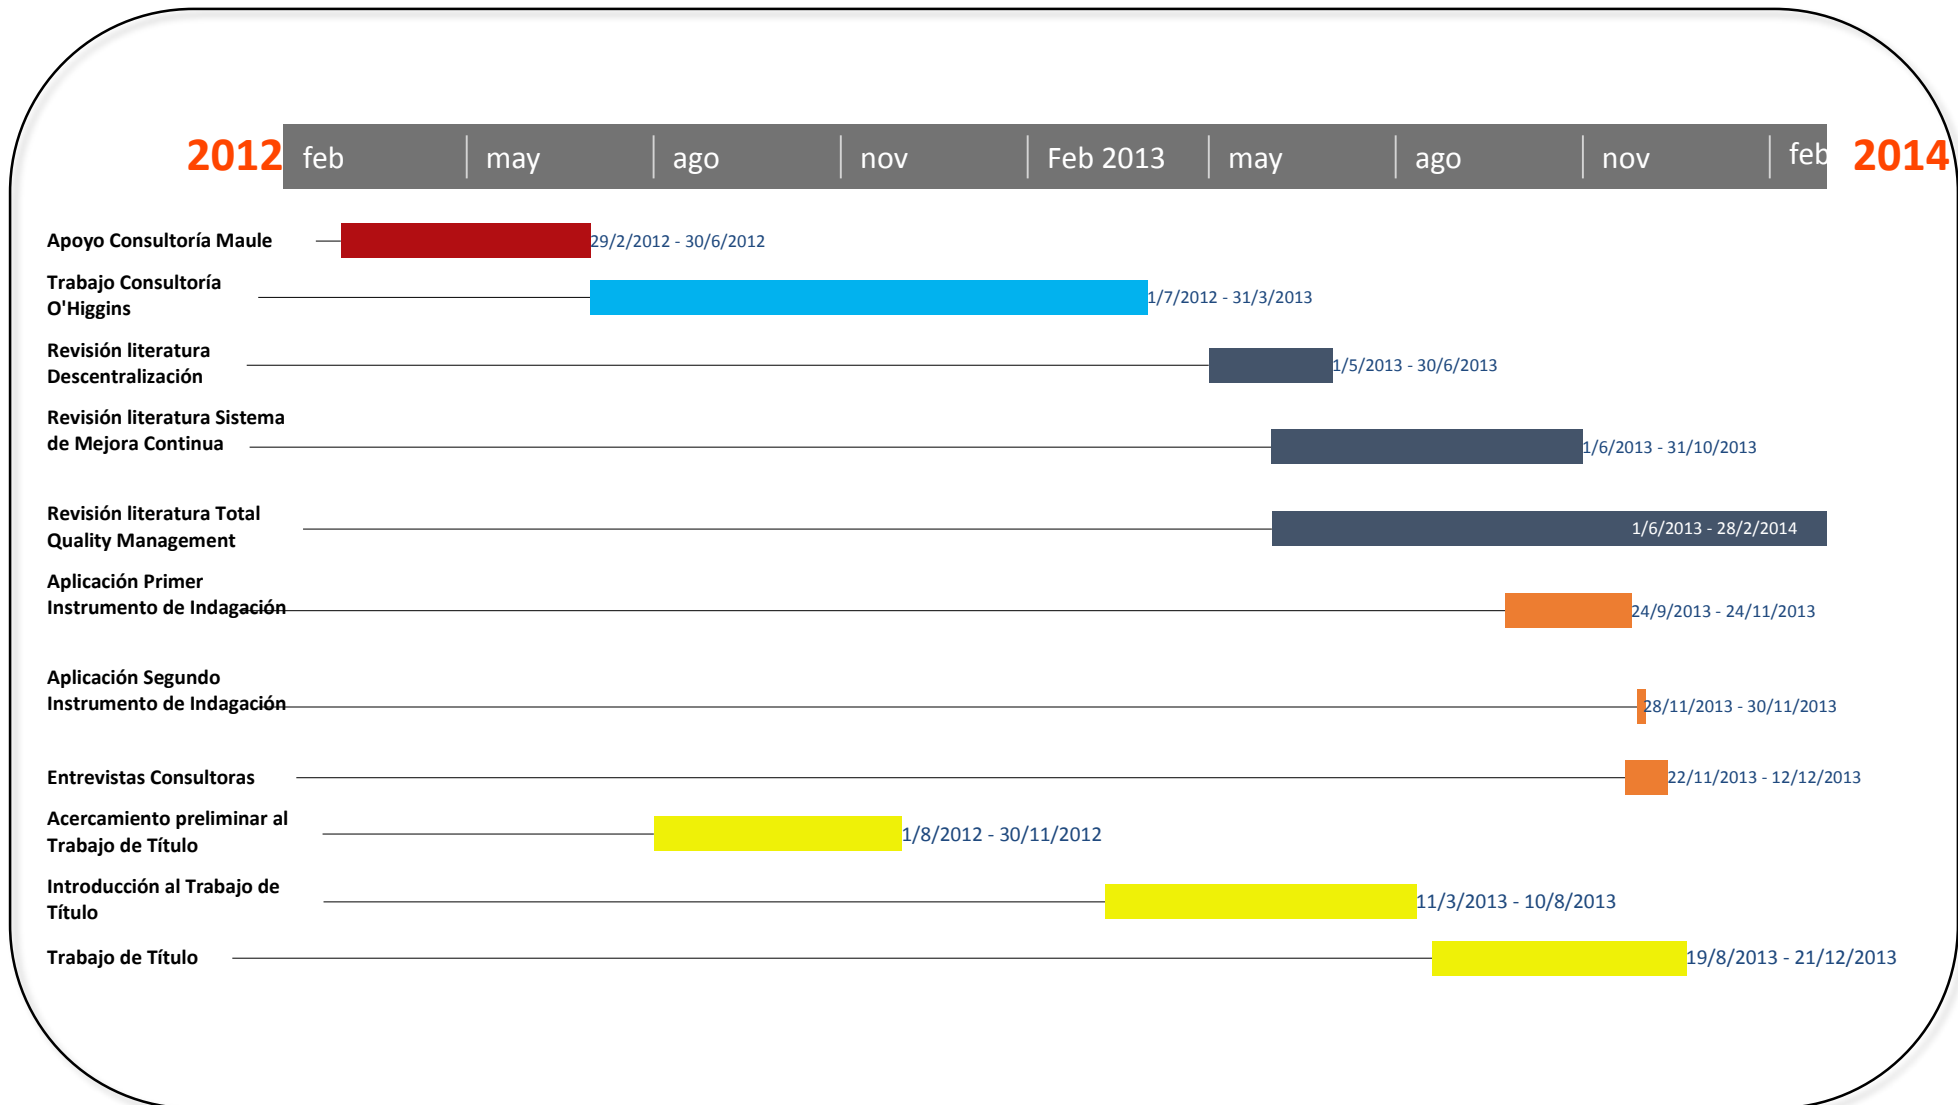 2012 feb may ago nov Feb 2013 may ago nov feb 2014
Apoyo Consultoría Maule 29/2/2012 - 30/6/2012
Trabajo Consultoría
O'Higgins
1/7/2012 - 31/3/2013
Revisión literatura
Descentralización
1/5/2013 - 30/6/2013
Revisión literatura Sistema
de Mejora Continua
1/6/2013 - 31/10/2013
Revisión literatura Total
Quality Management
1/6/2013 - 28/2/2014
Aplicación Primer
Instrumento de Indagación
24/9/2013 - 24/11/2013
Aplicación Segundo
Instrumento de Indagación
28/11/2013 - 30/11/2013
Entrevistas Consultoras 22/11/2013 - 12/12/2013
Acercamiento preliminar al
Trabajo de Título
1/8/2012 - 30/11/2012
Introducción al Trabajo de
Título
11/3/2013 - 10/8/2013
Trabajo de Título 19/8/2013 - 21/12/2013